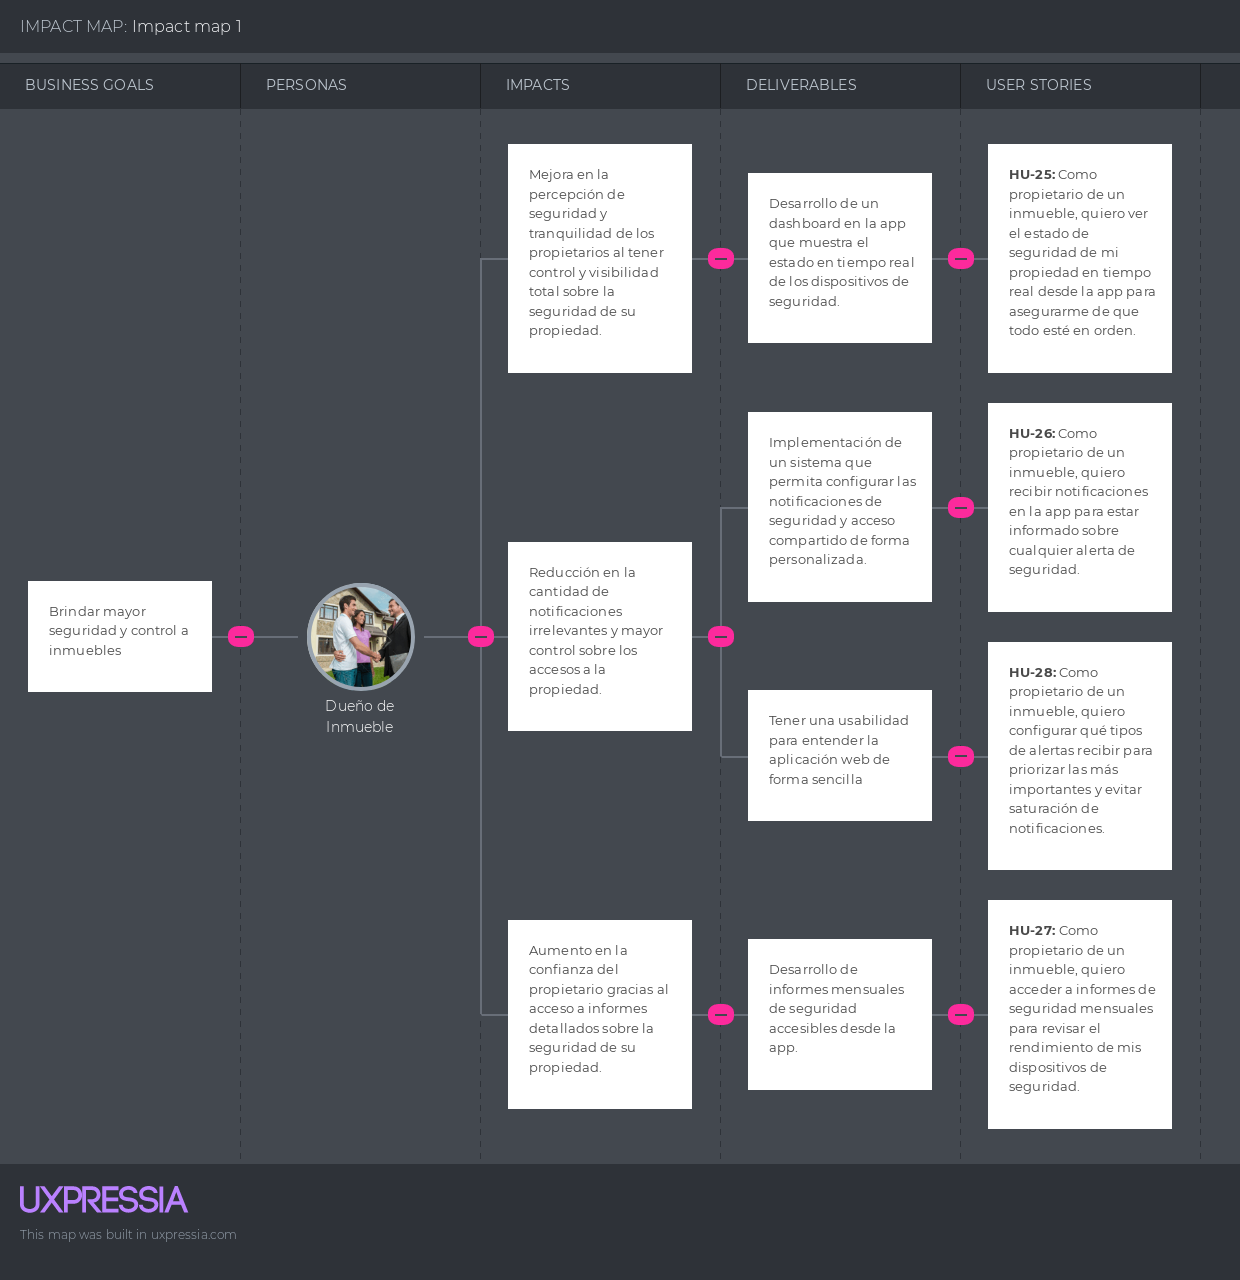 IMPACT MAP: Impact map 1
BUSINESS GOALS
PERSONAS
IMPACTS
DELIVERABLES
USER STORIES
Brindar mayor
seguridad y control a
inmuebles
Dueño de
Inmueble
Mejora en la
percepción de
seguridad y
tranquilidad de los
propietarios al tener
control y visibilidad
total sobre la
seguridad de su
propiedad.
Desarrollo de un
dashboard en la app
que muestra el
estado en tiempo real
de los dispositivos de
seguridad.
HU-25: Como
propietario de un
inmueble, quiero ver
el estado de
seguridad de mi
propiedad en tiempo
real desde la app para
asegurarme de que
todo esté en orden.
Reducción en la
cantidad de
notificaciones
irrelevantes y mayor
control sobre los
accesos a la
propiedad.
Implementación de
un sistema que
permita configurar las
notificaciones de
seguridad y acceso
compartido de forma
personalizada.
HU-26: Como
propietario de un
inmueble, quiero
recibir notificaciones
en la app para estar
informado sobre
cualquier alerta de
seguridad.
Tener una usabilidad
para entender la
aplicación web de
forma sencilla
HU-28: Como
propietario de un
inmueble, quiero
configurar qué tipos
de alertas recibir para
priorizar las más
importantes y evitar
saturación de
notificaciones.
Aumento en la
confianza del
propietario gracias al
acceso a informes
detallados sobre la
seguridad de su
propiedad.
Desarrollo de
informes mensuales
de seguridad
accesibles desde la
app.
HU-27: Como
propietario de un
inmueble, quiero
acceder a informes de
seguridad mensuales
para revisar el
rendimiento de mis
dispositivos de
seguridad.
UXPRESSIA
This map was built in uxpressia.com